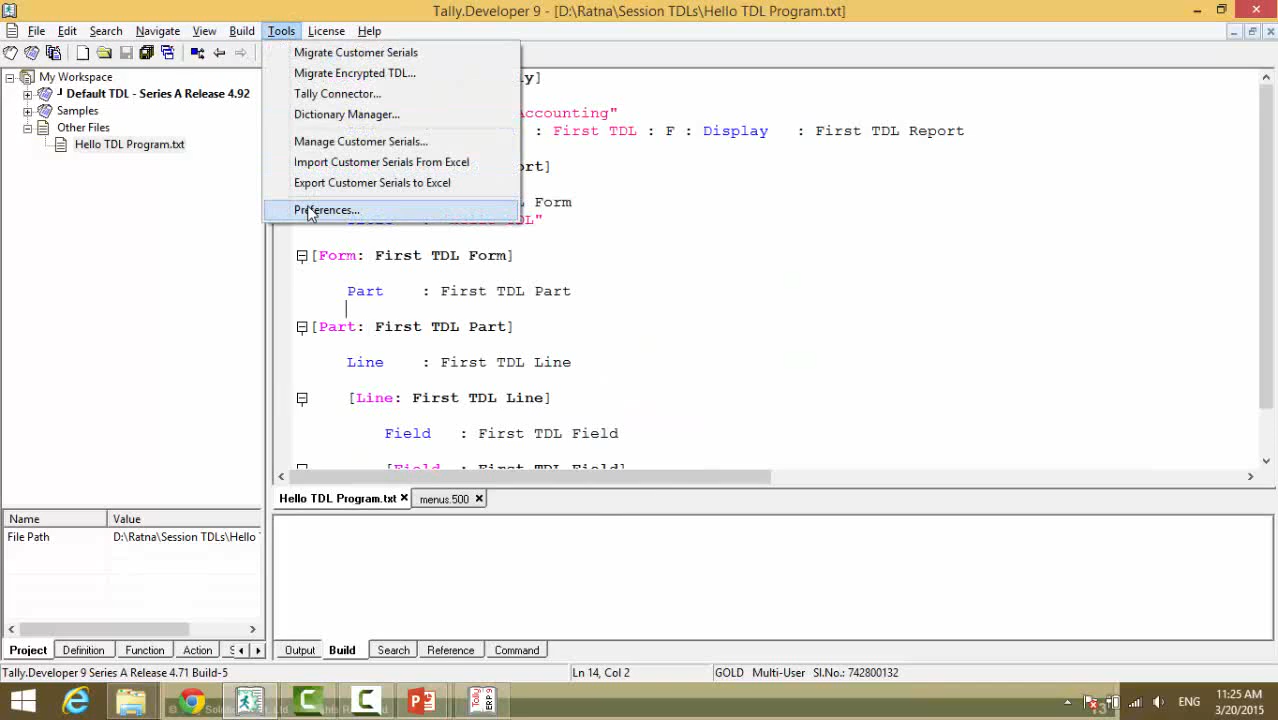 Tally.Developer 9 - [D:\Ratna\Session TDLs\Hello TDL Program.txt]
File Edit Search Navigate View Build Tools License Help
My Workspace
Default TDL - Series A Release 4.92
Samples
Other Files
Hello TDL Program.txt
Migrate Customer Serials
Migrate Encrypted TDL...
Tally Connector...
Dictionary Manager...
Manage Customer Serials...
Import Customer Serials From Excel
Export Customer Serials to Excel
Preferences...
y]
Accounting"
: First TDL : F : Display : First TDL Report
ort]
DL Form
[Form: First TDL Form]
Part : First TDL Part
[Part: First TDL Part]
Line : First TDL Line
[Line: First TDL Line]
Field : First TDL Field
[Field : First TDL Field]
Hello TDL Program.txt menus.500
Name Value
File Path D:\Ratna\Session TDLs\Hello
Project Definition Function Action S
Output Build Search Reference Command
Tally.Developer 9 Series A Release 4.71 Build-5 Ln 14, Col 2 GOLD Multi-User Sl.No.: 742800132
ENG
11:25 AM
3/20/2015